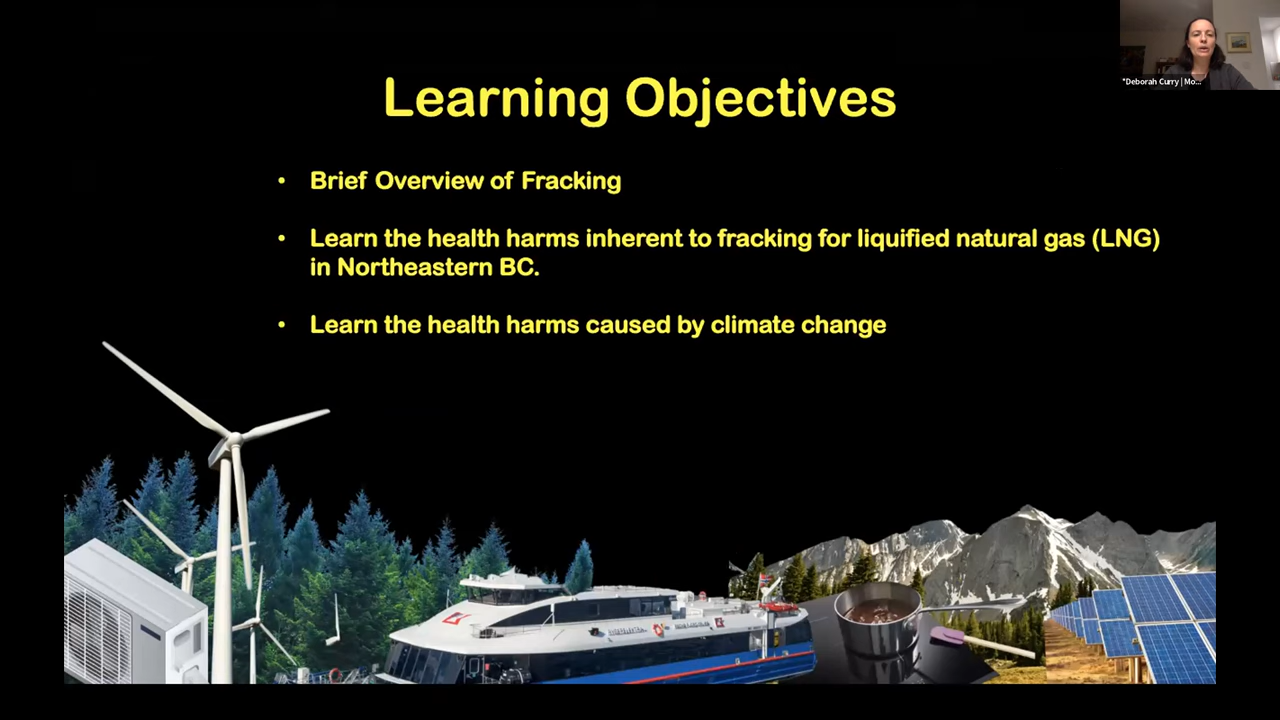 *Deborah Curry | Mo...
Learning Objectives
• Brief Overview of Fracking
• Learn the health harms inherent to fracking for liquified natural gas (LNG)
in Northeastern BC.
• Learn the health harms caused by climate change